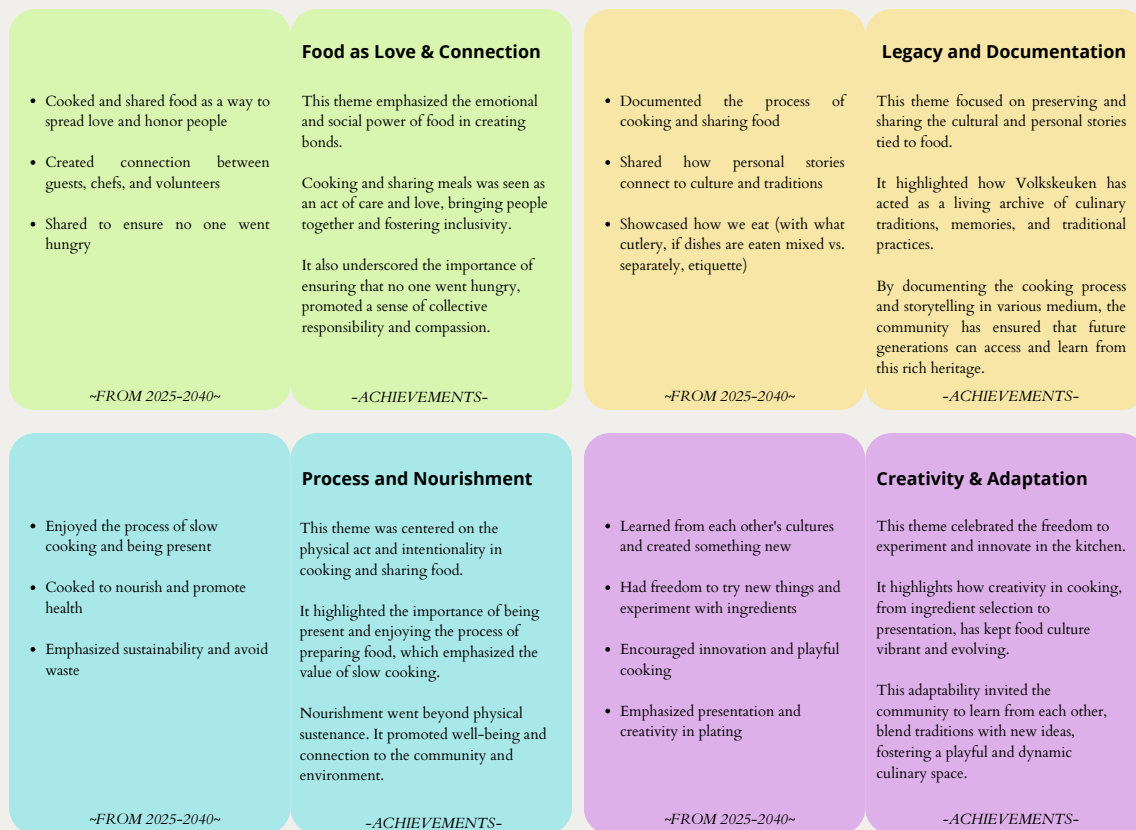 • Cooked and shared food as a way to
spread love and honor people
• Created connection between
guests, chefs, and volunteers
• Shared to ensure no one went
hungry
~FROM 2025-2040~
Food as Love & Connection
This theme emphasized the emotional
and social power of food in creating
bonds.
Cooking and sharing meals was seen as
an act of care and love, bringing people
together and fostering inclusivity.
It also underscored the importance of
ensuring that no one went hungry,
promoted a sense of collective
responsibility and compassion.
-ACHIEVEMENTS-
• Documented the process of
cooking and sharing food
• Shared how personal stories
connect to culture and traditions
• Showcased how we eat (with what
cutlery, if dishes are eaten mixed vs.
separately, etiquette)
~FROM 2025-2040~
Legacy and Documentation
This theme focused on preserving and
sharing the cultural and personal stories
tied to food.
It highlighted how Volkskeuken has
acted as a living archive of culinary
traditions, memories, and traditional
practices.
By documenting the cooking process
and storytelling in various medium, the
community has ensured that future
generations can access and learn from
this rich heritage.
-ACHIEVEMENTS-
• Enjoyed the process of slow
cooking and being present
• Cooked to nourish and promote
health
• Emphasized sustainability and avoid
waste
~FROM 2025-2040~
Process and Nourishment
This theme was centered on the
physical act and intentionality in
cooking and sharing food.
It highlighted the importance of being
present and enjoying the process of
preparing food, which emphasized the
value of slow cooking.
Nourishment went beyond physical
sustenance. It promoted well-being and
connection to the community and
environment.
-ACHIEVEMENTS-
• Learned from each other's cultures
and created something new
• Had freedom to try new things and
experiment with ingredients
• Encouraged innovation and playful
cooking
• Emphasized presentation and
creativity in plating
~FROM 2025-2040~
Creativity & Adaptation
This theme celebrated the freedom to
experiment and innovate in the kitchen.
It highlights how creativity in cooking,
from ingredient selection to
presentation, has kept food culture
vibrant and evolving.
This adaptability invited the
community to learn from each other,
blend traditions with new ideas,
fostering a playful and dynamic
culinary space.
-ACHIEVEMENTS-